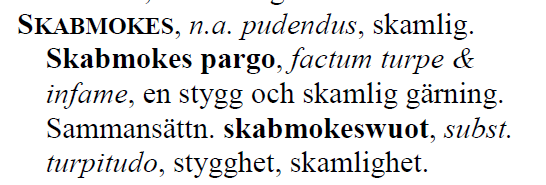 SKABMOKES, n.a. pudendus, skamlig.
Skabmokes pargo, factum turpe &
infame, en stygg och skamlig gärning.
Sammansättn. skabmokeswuot, subst.
turpitudo, stygghet, skamlighet.